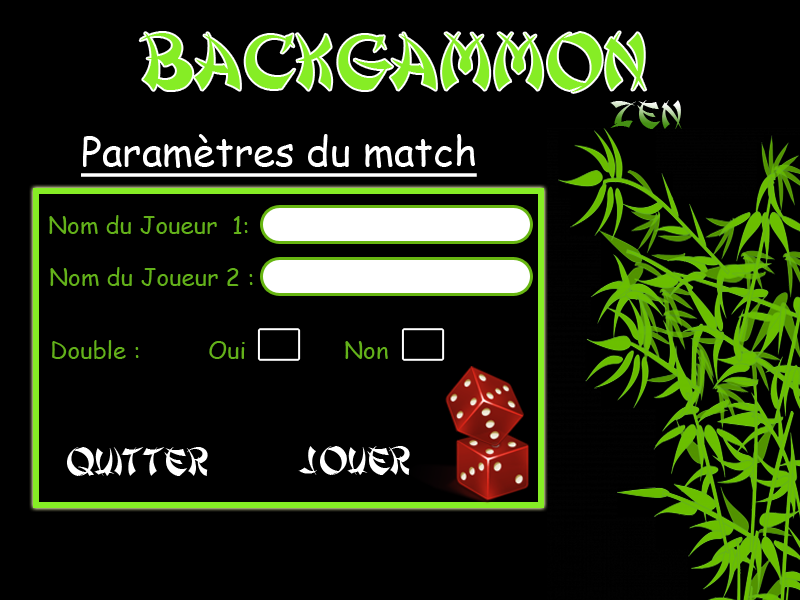 BACKGAMMON
ZEN
Paramètres du match
Nom du Joueur 1:
Nom du Joueur 2 :
Double : Oui Non
QUITTER JOUER